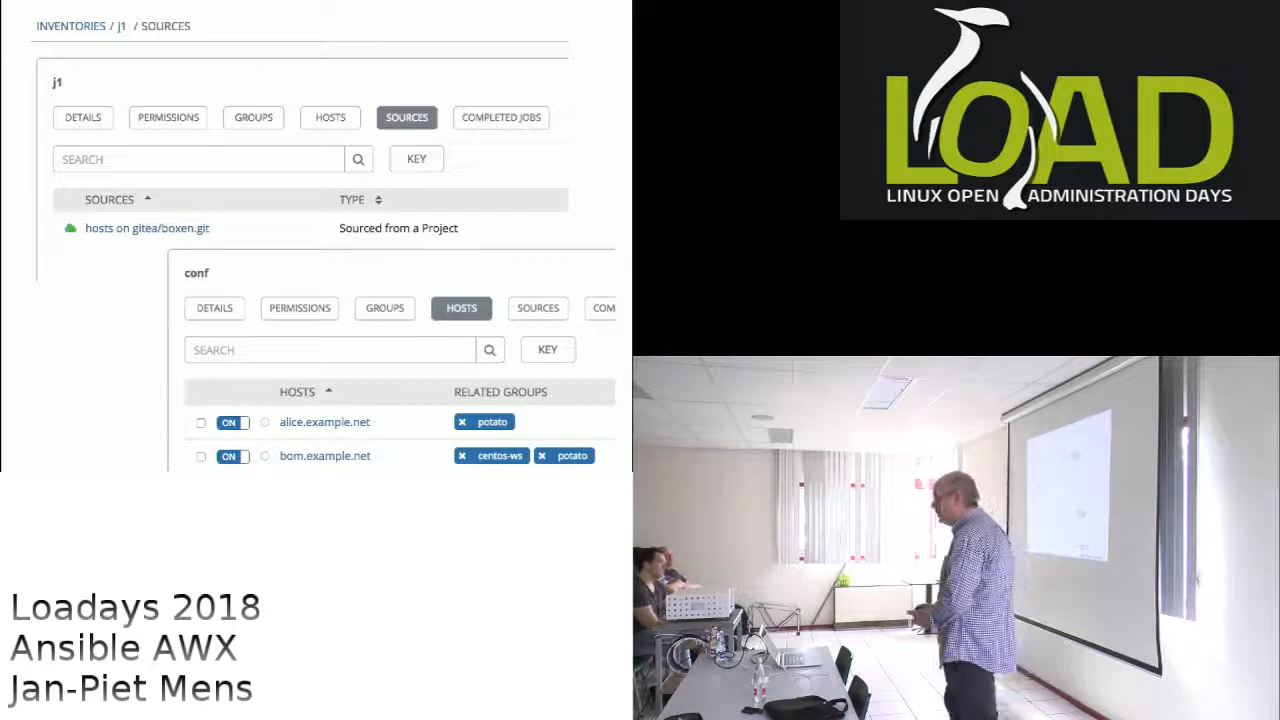 INVENTORIES / j1 / SOURCES
j1
DETAILS PERMISSIONS GROUPS HOSTS SOURCES COMPLETED JOBS
SEARCH KEY
SOURCES TYPE
hosts on gitea/boxen.git Sourced from a Project
conf
DETAILS PERMISSIONS GROUPS HOSTS SOURCES COM
SEARCH KEY
HOSTS RELATED GROUPS
ON alice.example.net × potato
ON bom.example.net × centos-ws × potato
LOAD
LINUX OPEN ADMINISTRATION DAYS
Loadays 2018
Ansible AWX
Jan-Piet Mens